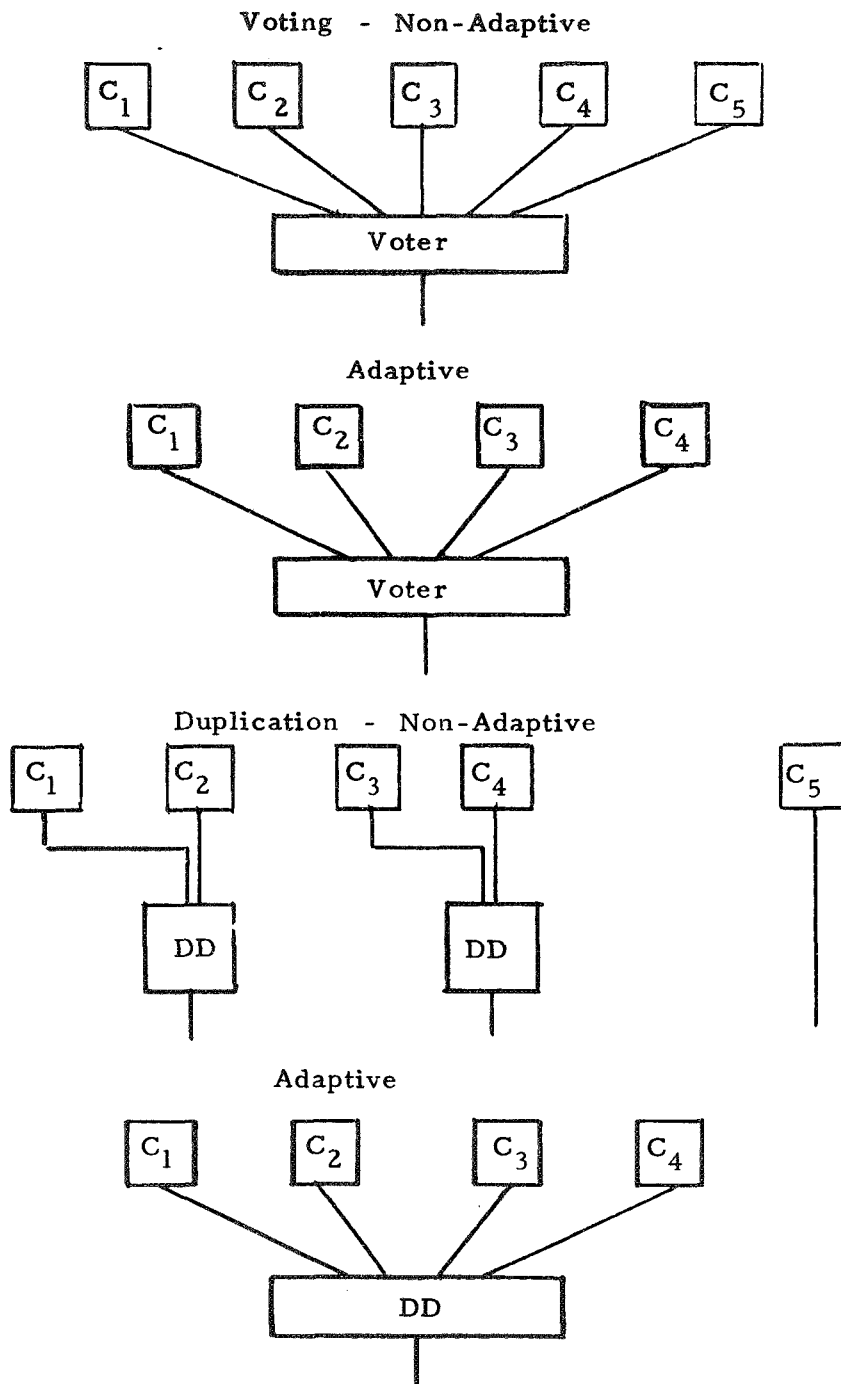 Voting - Non-Adaptive
C1 C2 C3 C4 C5
Voter
Adaptive
C1 C2 C3 C4
Voter
Duplication - Non-Adaptive
C1 C2 C3 C4 C5
DD DD
Adaptive
C1 C2 C3 C4
DD